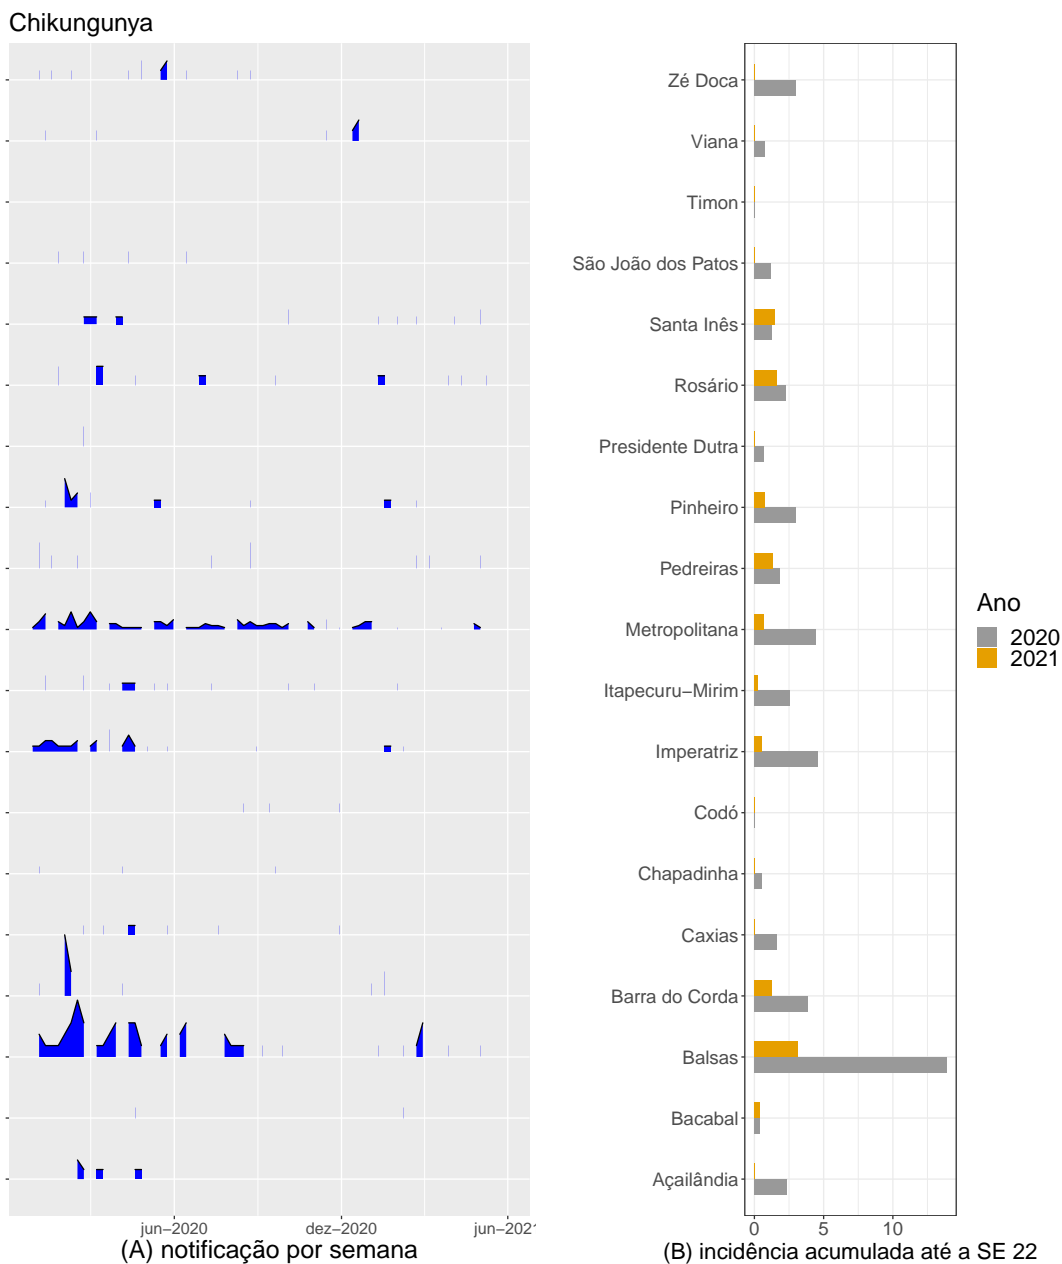 Chikungunya
Zé Doca
Viana
Timon
São João dos Patos
Santa Inês
Rosário
Presidente Dutra
Pinheiro
Pedreiras
Metropolitana
Itapecuru−Mirim
Imperatriz
Codó
Chapadinha
Caxias
Barra do Corda
Balsas
Bacabal
Açailândia
jun−2020 dez−2020 jun−2021
(A) notificação por semana
0 5 10
(B) incidência acumulada até a SE 22
Ano
2020
2021